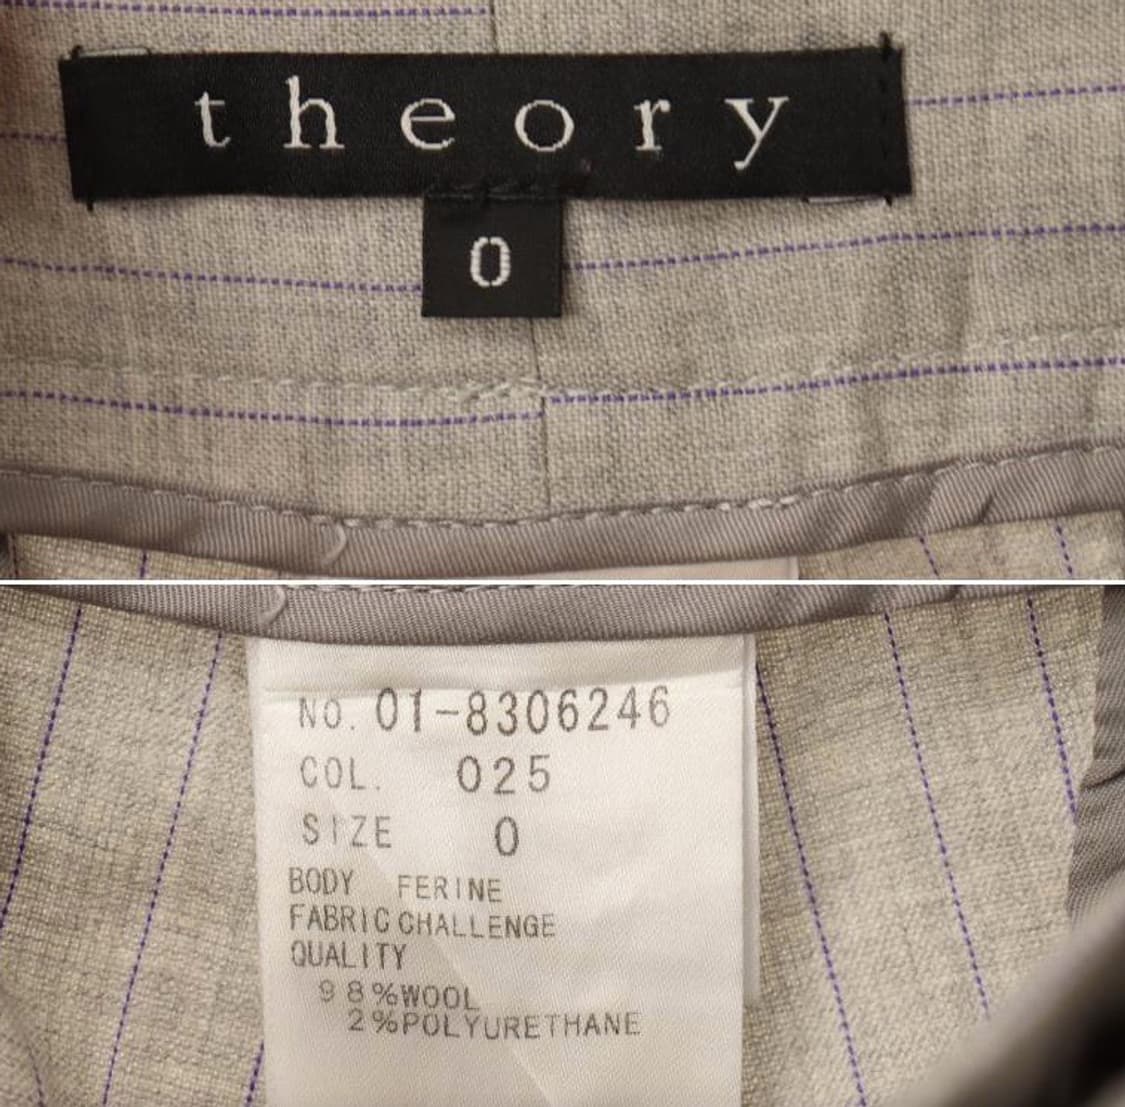 theory
0
NO. 01-8306246
COL. 025
SIZE 0
BODY FERINE
FABRIC CHALLENGE
QUALITY
98%WOOL
2%POLYURETHANE